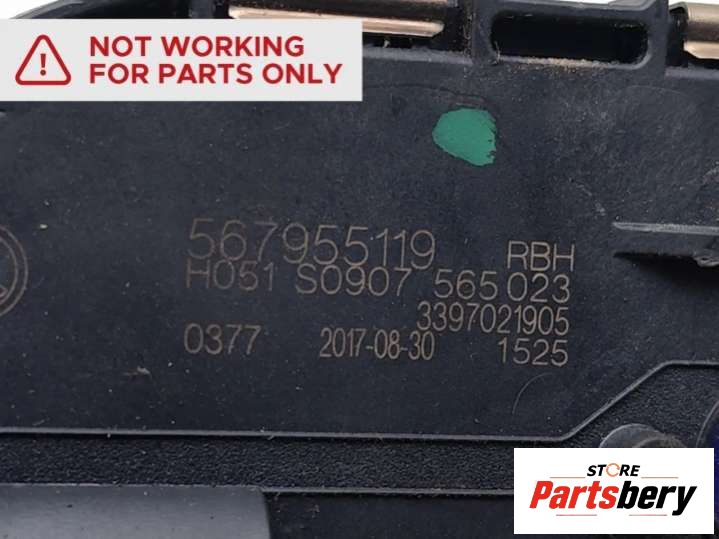 NOT WORKING
FOR PARTS ONLY
567955119 RBH
H051 S0907 565 023
3397021905
0377 2017-08-30 1525
STORE
Partsbery